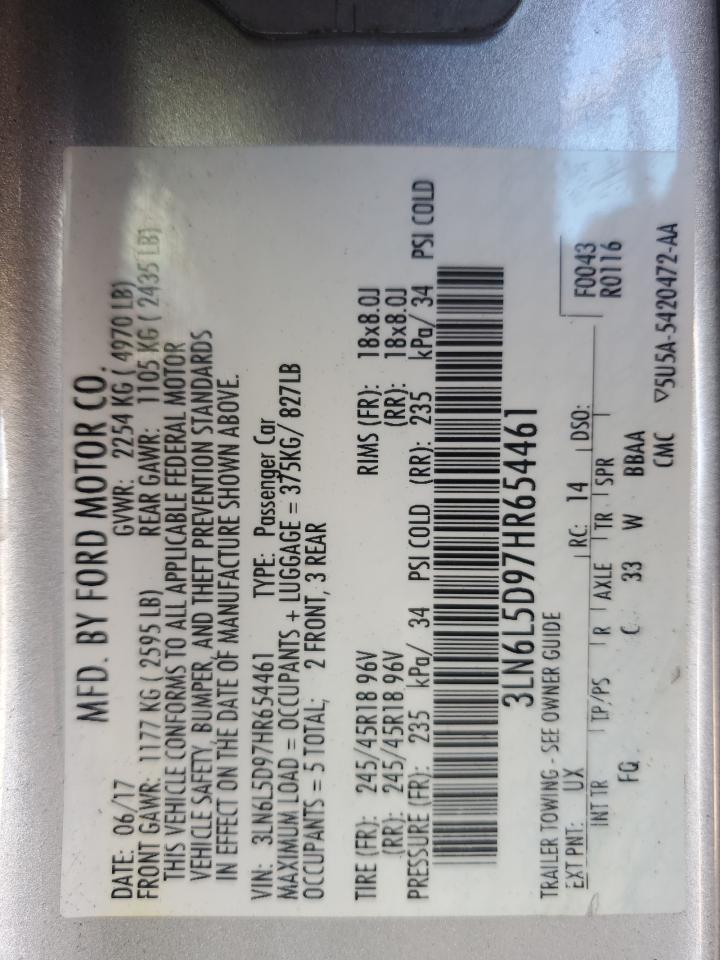 MFD. BY FORD MOTOR CO.
DATE: 06/17 GVWR: 2254 KG ( 4970 LB)
FRONT GAWR: 1177 KG ( 2595 LB) REAR GAWR: 1105 KG ( 2435 LB)
THIS VEHICLE CONFORMS TO ALL APPLICABLE FEDERAL MOTOR
VEHICLE SAFETY, BUMPER, AND THEFT PREVENTION STANDARDS
IN EFFECT ON THE DATE OF MANUFACTURE SHOWN ABOVE.
VIN: 3LN6L5D97HR654461 TYPE: Passenger Car
MAXIMUM LOAD = OCCUPANTS + LUGGAGE = 375KG/ 827LB
OCCUPANTS = 5 TOTAL; 2 FRONT, 3 REAR
TIRE (FR): 245/45R18 96V RIMS (FR): 18x8.0J
(RR): 245/45R18 96V (RR): 18x8.0J
PRESSURE (FR): 235 kPa/ 34 PSI COLD (RR): 235 kPa/ 34 PSI COLD
3LN6L5D97HR654461
TRAILER TOWING - SEE OWNER GUIDE
EXT PNT: UX RC: 14 DSO: F0043
INT TR TP/PS R AXLE TR SPR R0116
FQ C 33 W BBAA
CMC ▽5U5A-5420472-AA